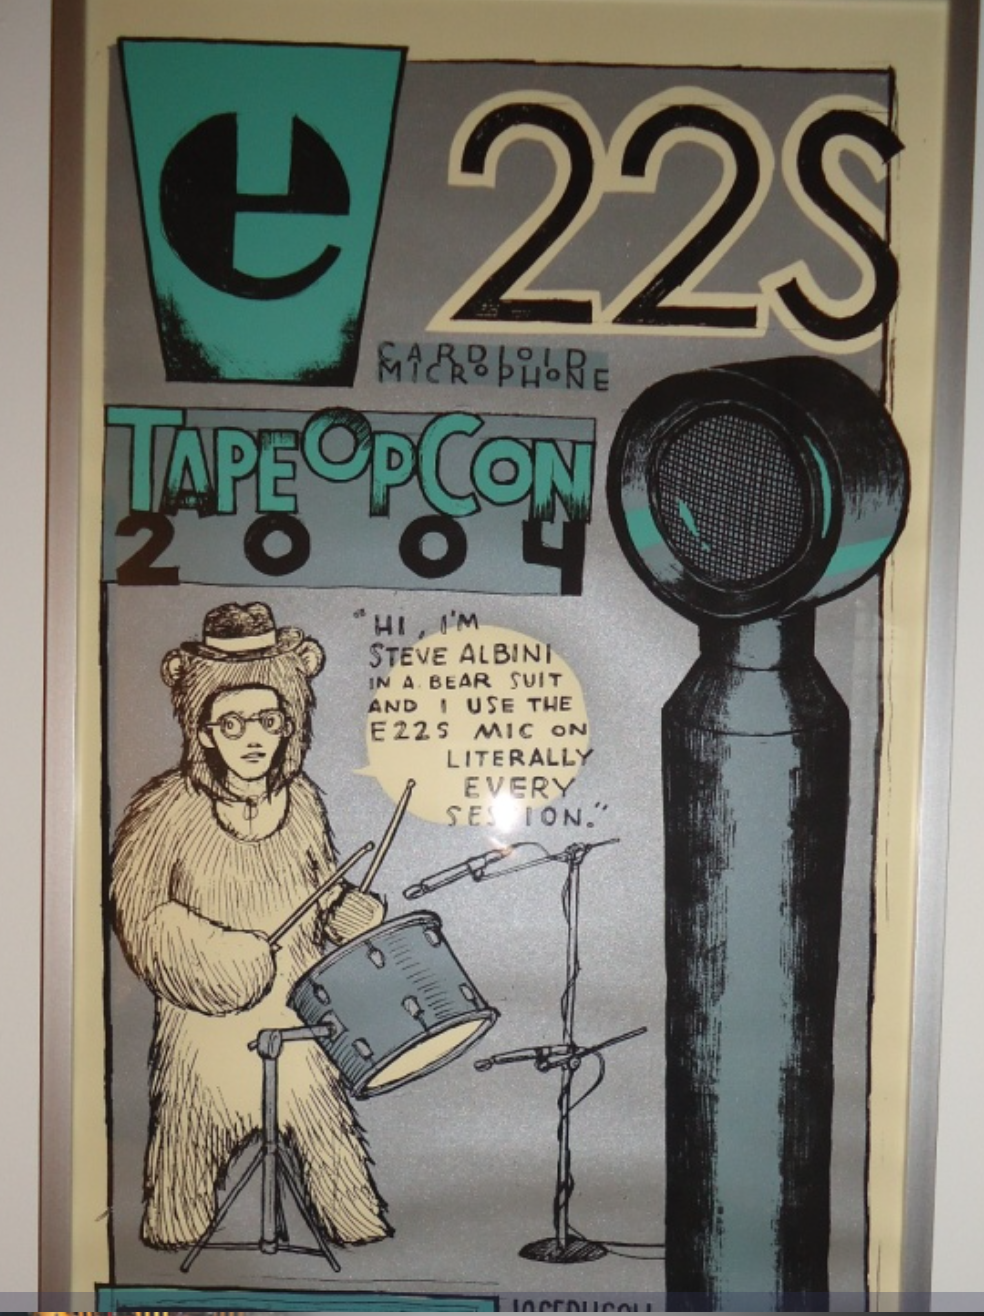 e 22S
CARDIOID
MICROPHONE
TAPEOPCON
2004
"HI, I'M
STEVE ALBINI
IN A BEAR SUIT
AND I USE THE
E22S MIC ON
LITERALLY
EVERY
SESSION."
JOSEPHSON